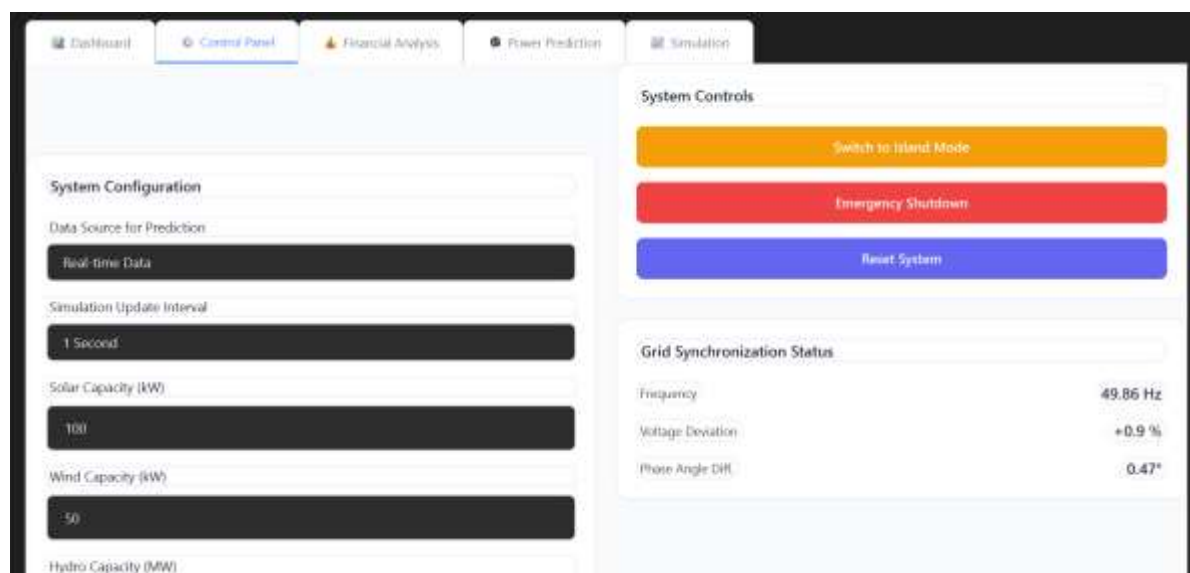 Dashboard
Control Panel
Financial Analysis
Power Prediction
Simulation
System Configuration
Data Source for Prediction
Real-time Data
Simulation Update Interval
1 Second
Solar Capacity (kW)
100
Wind Capacity (kW)
50
Hydro Capacity (MW)
System Controls
Switch to Island Mode
Emergency Shutdown
Reset System
Grid Synchronization Status
Frequency
49.86 Hz
Voltage Deviation
+0.9 %
Phase Angle Diff.
0.47°